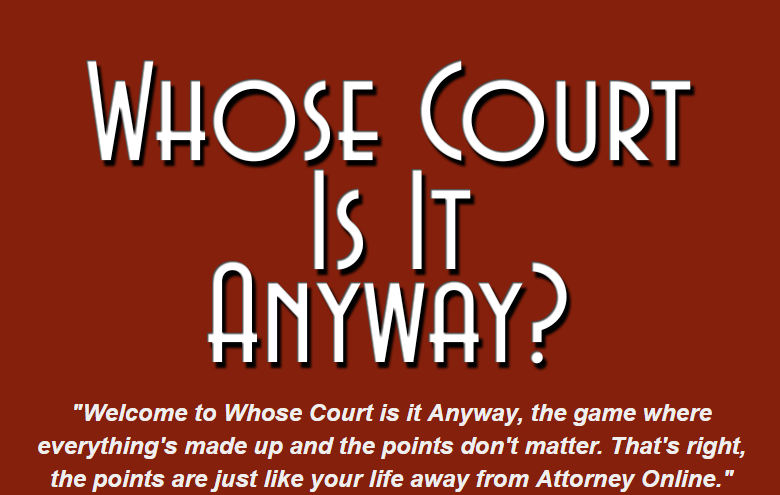 WHOSE COURT
IS IT
ANYWAY?
"Welcome to Whose Court is it Anyway, the game where
everything's made up and the points don't matter. That's right,
the points are just like your life away from Attorney Online."